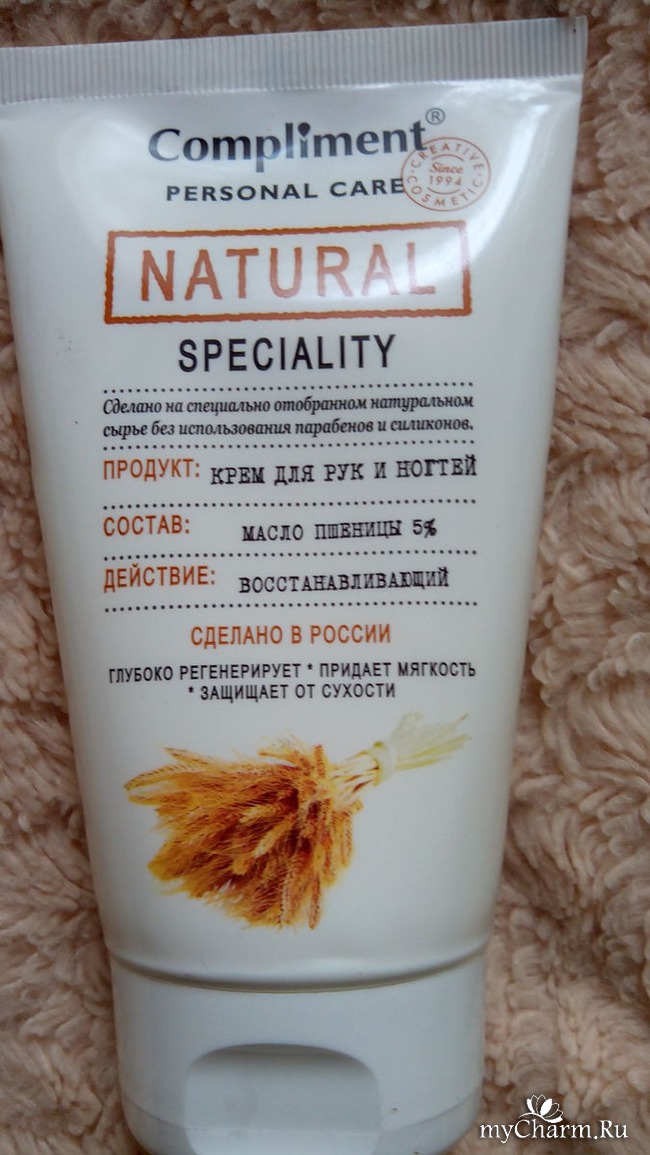 Compliment®
PERSONAL CARE
CREATIVE COSMETIC
Since
1994
NATURAL
SPECIALITY
Сделано на специально отобранном натуральном
сырье без использования парабенов и силиконов.
ПРОДУКТ: КРЕМ ДЛЯ РУК И НОГТЕЙ
СОСТАВ: МАСЛО ПШЕНИЦЫ 5%
ДЕЙСТВИЕ: ВОССТАНАВЛИВАЮЩИЙ
СДЕЛАНО В РОССИИ
ГЛУБОКО РЕГЕНЕРИРУЕТ * ПРИДАЕТ МЯГКОСТЬ
* ЗАЩИЩАЕТ ОТ СУХОСТИ
myCharm.Ru